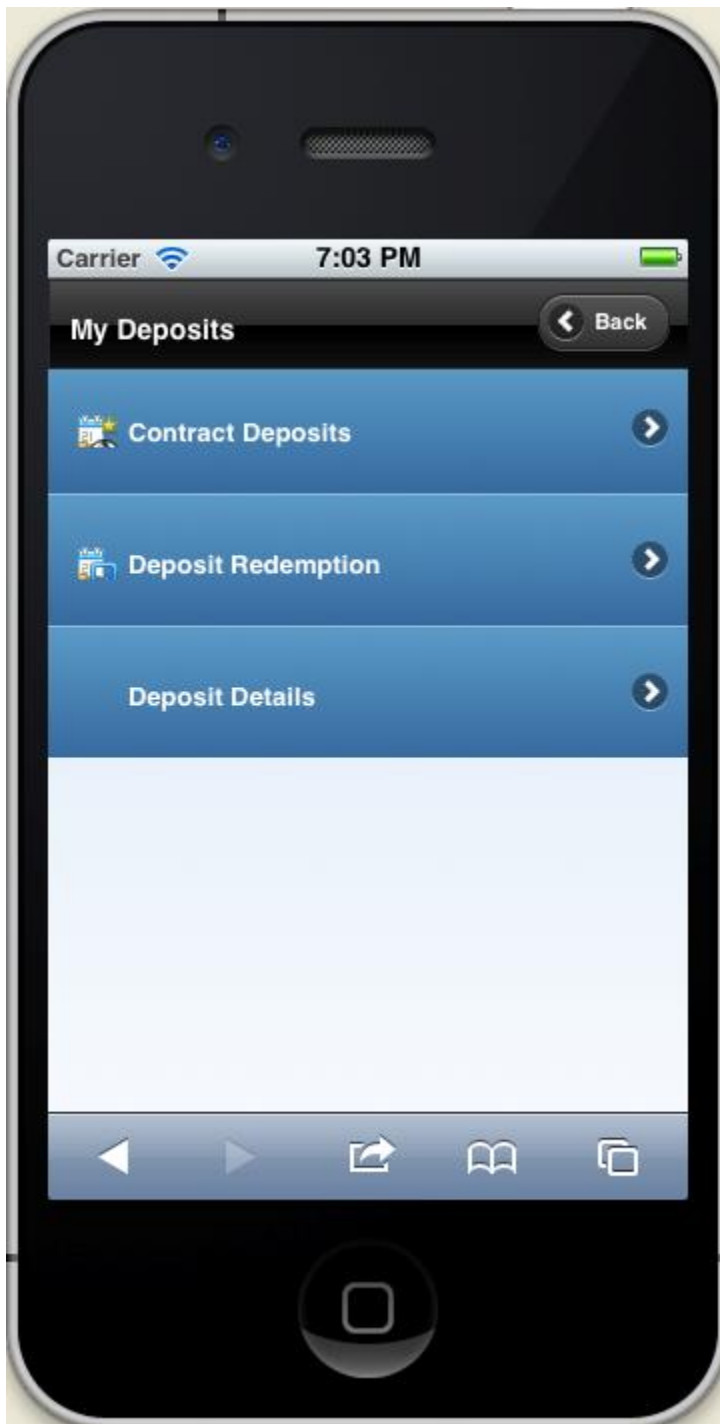 Carrier 7:03 PM
My Deposits Back
Contract Deposits
Deposit Redemption
Deposit Details